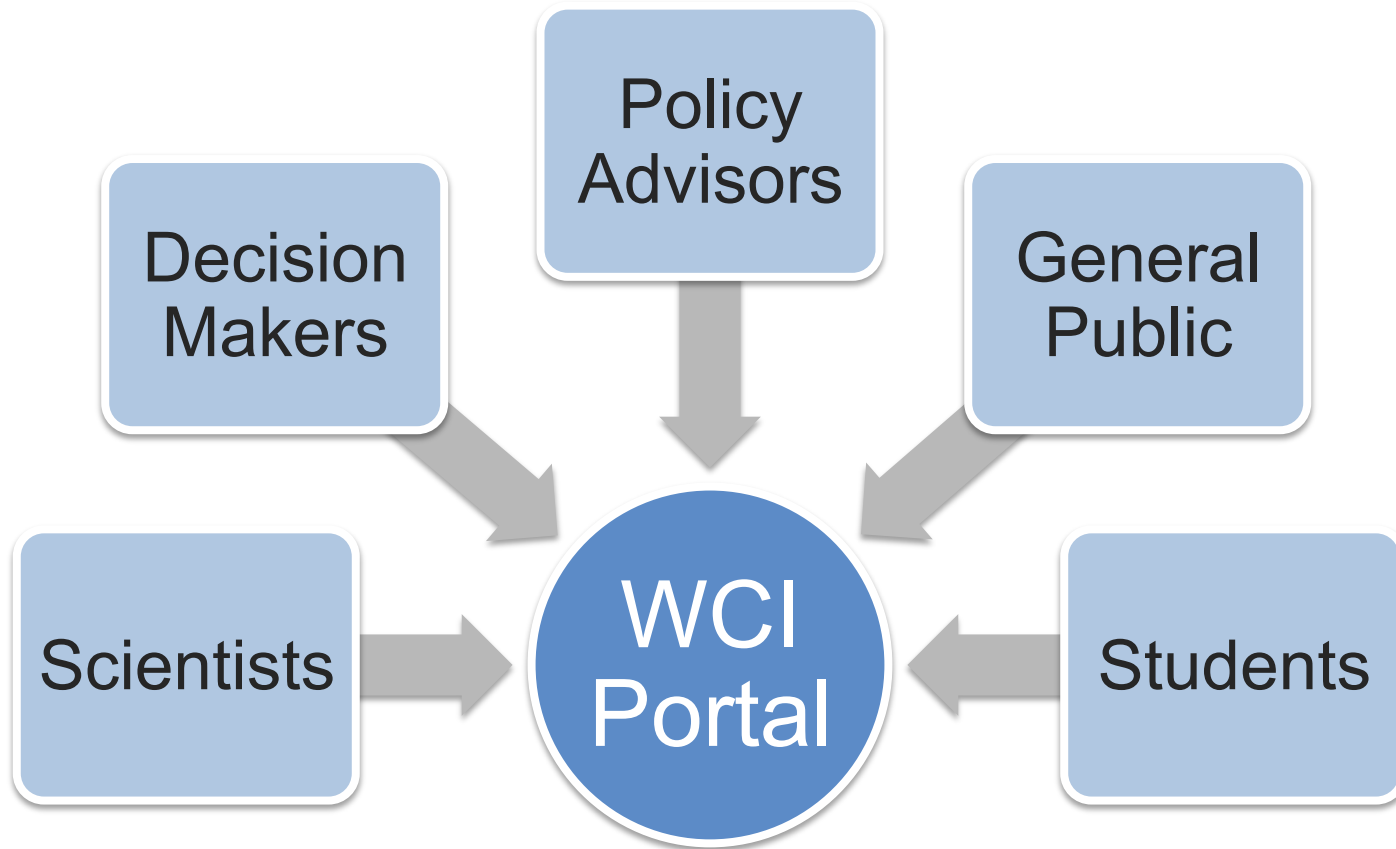 Policy
Advisors
Decision
Makers
General
Public
Scientists
WCI
Portal
Students